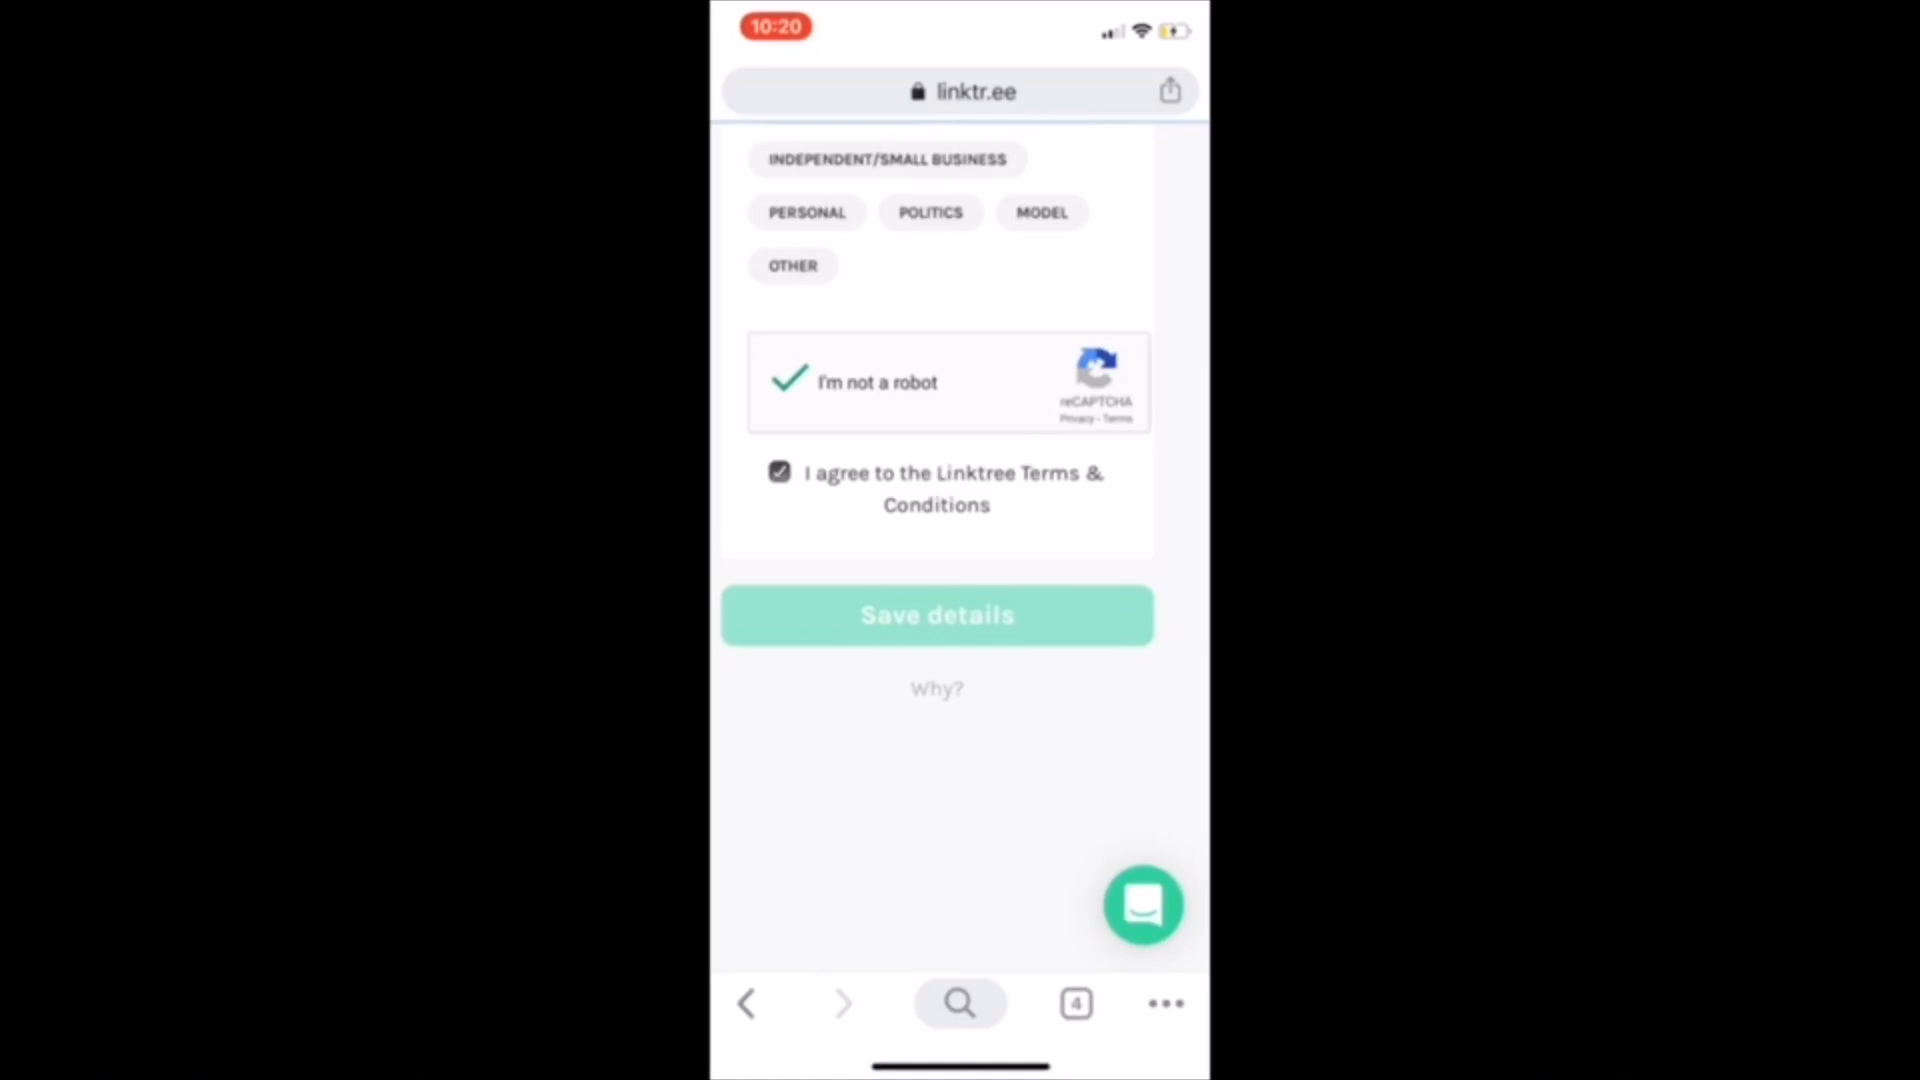 10:20
linktr.ee
INDEPENDENT/SMALL BUSINESS
PERSONAL POLITICS MODEL
OTHER
I'm not a robot
reCAPTCHA
Privacy - Terms
I agree to the Linktree Terms &
Conditions
Save details
Why?
4